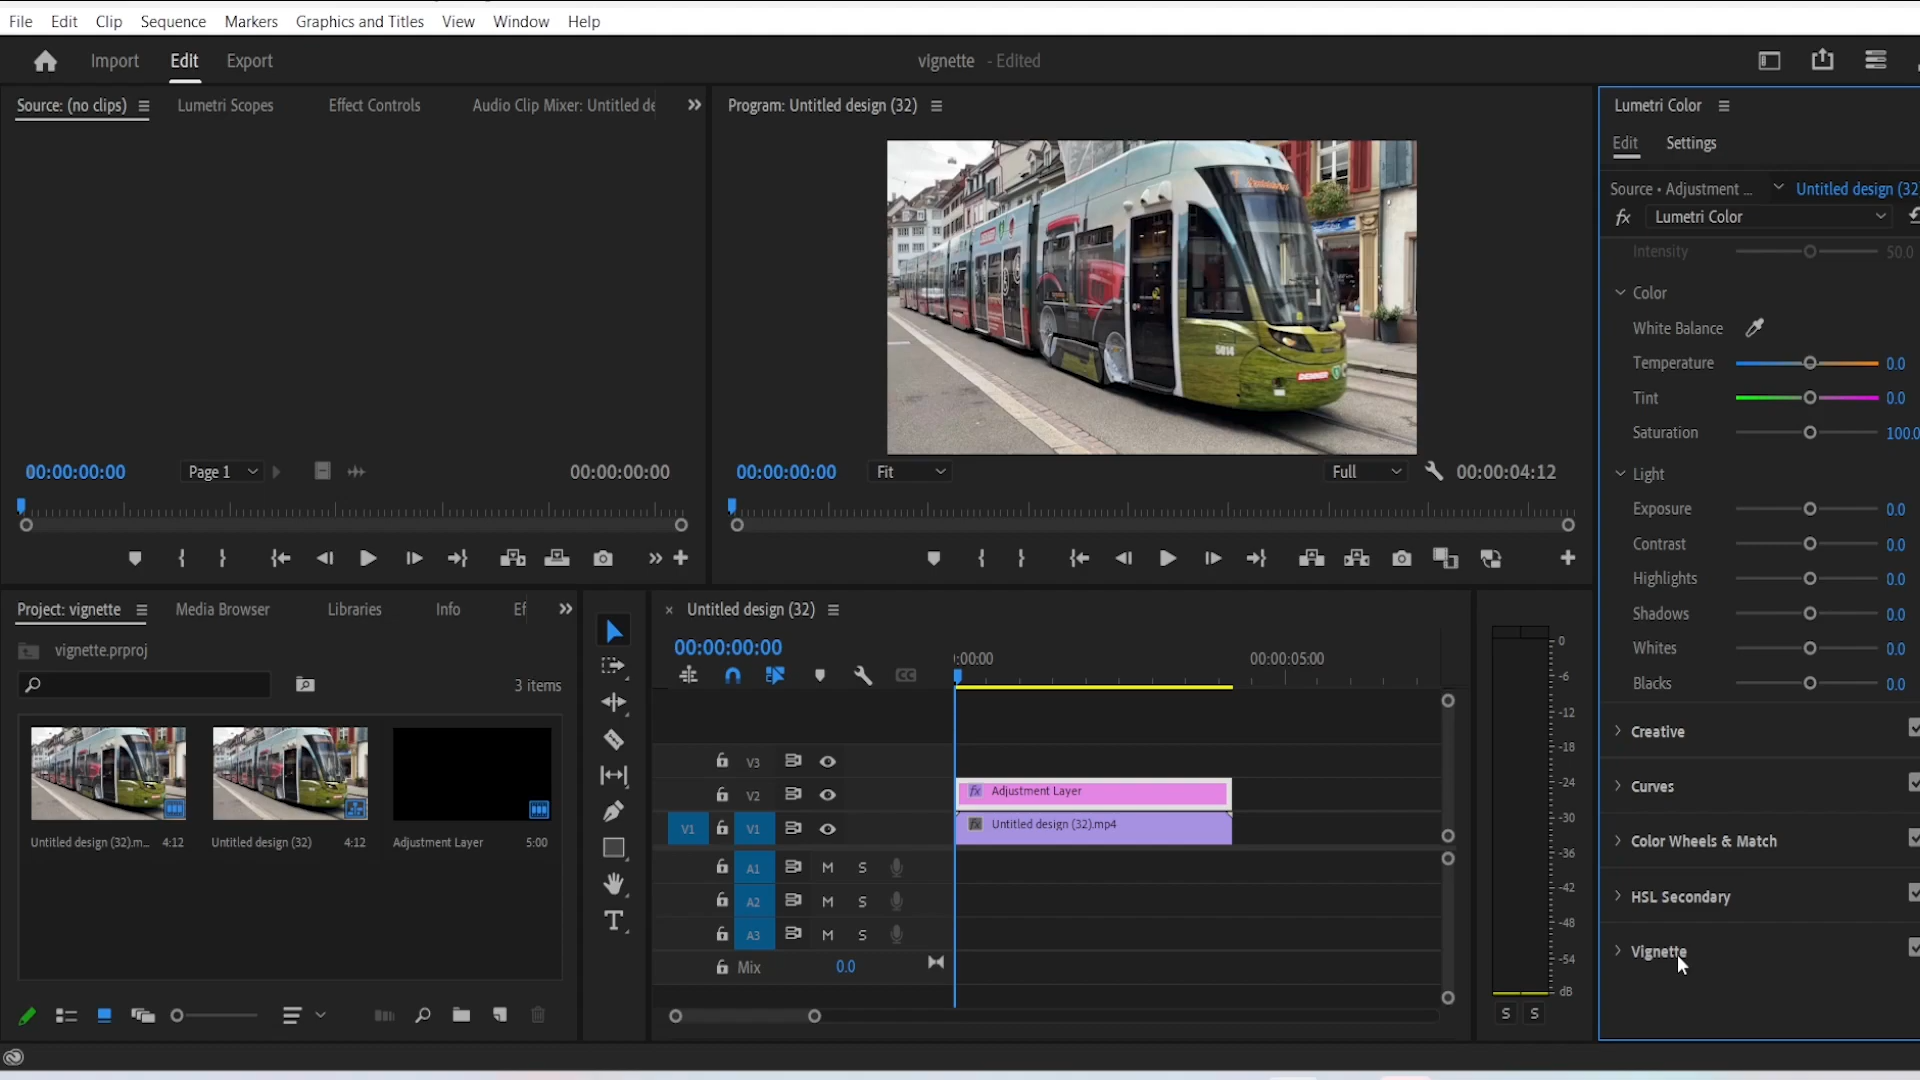 File Edit Clip Sequence Markers Graphics and Titles View Window Help
Import Edit Export vignette - Edited
Source: (no clips) Lumetri Scopes Effect Controls Audio Clip Mixer: Untitled de
Program: Untitled design (32)
Lumetri Color
Edit Settings
Source • Adjustment ... Untitled design (32
fx Lumetri Color
Intensity 50.0
Color
White Balance
Temperature 0.0
Tint 0.0
Saturation 100.0
Light
Exposure 0.0
Contrast 0.0
Highlights 0.0
Shadows 0.0
Whites 0.0
Blacks 0.0
Creative
Curves
Color Wheels & Match
HSL Secondary
Vignette
5014
DENNER
00:00:00:00 Page 1 00:00:00:00
00:00:00:00 Fit Full 00:00:04:12
Project: vignette Media Browser Libraries Info Ef
vignette.prproj
3 items
Untitled design (32).m... 4:12
Untitled design (32) 4:12
Adjustment Layer 5:00
Untitled design (32)
00:00:00:00
:00:00 00:00:05:00
CC
V3
V2 fx Adjustment Layer
V1 V1 fx Untitled design (32).mp4
A1 M S
A2 M S
A3 M S
Mix 0.0
T
0
-6
-12
-18
-24
-30
-36
-42
-48
-54
dB
S S